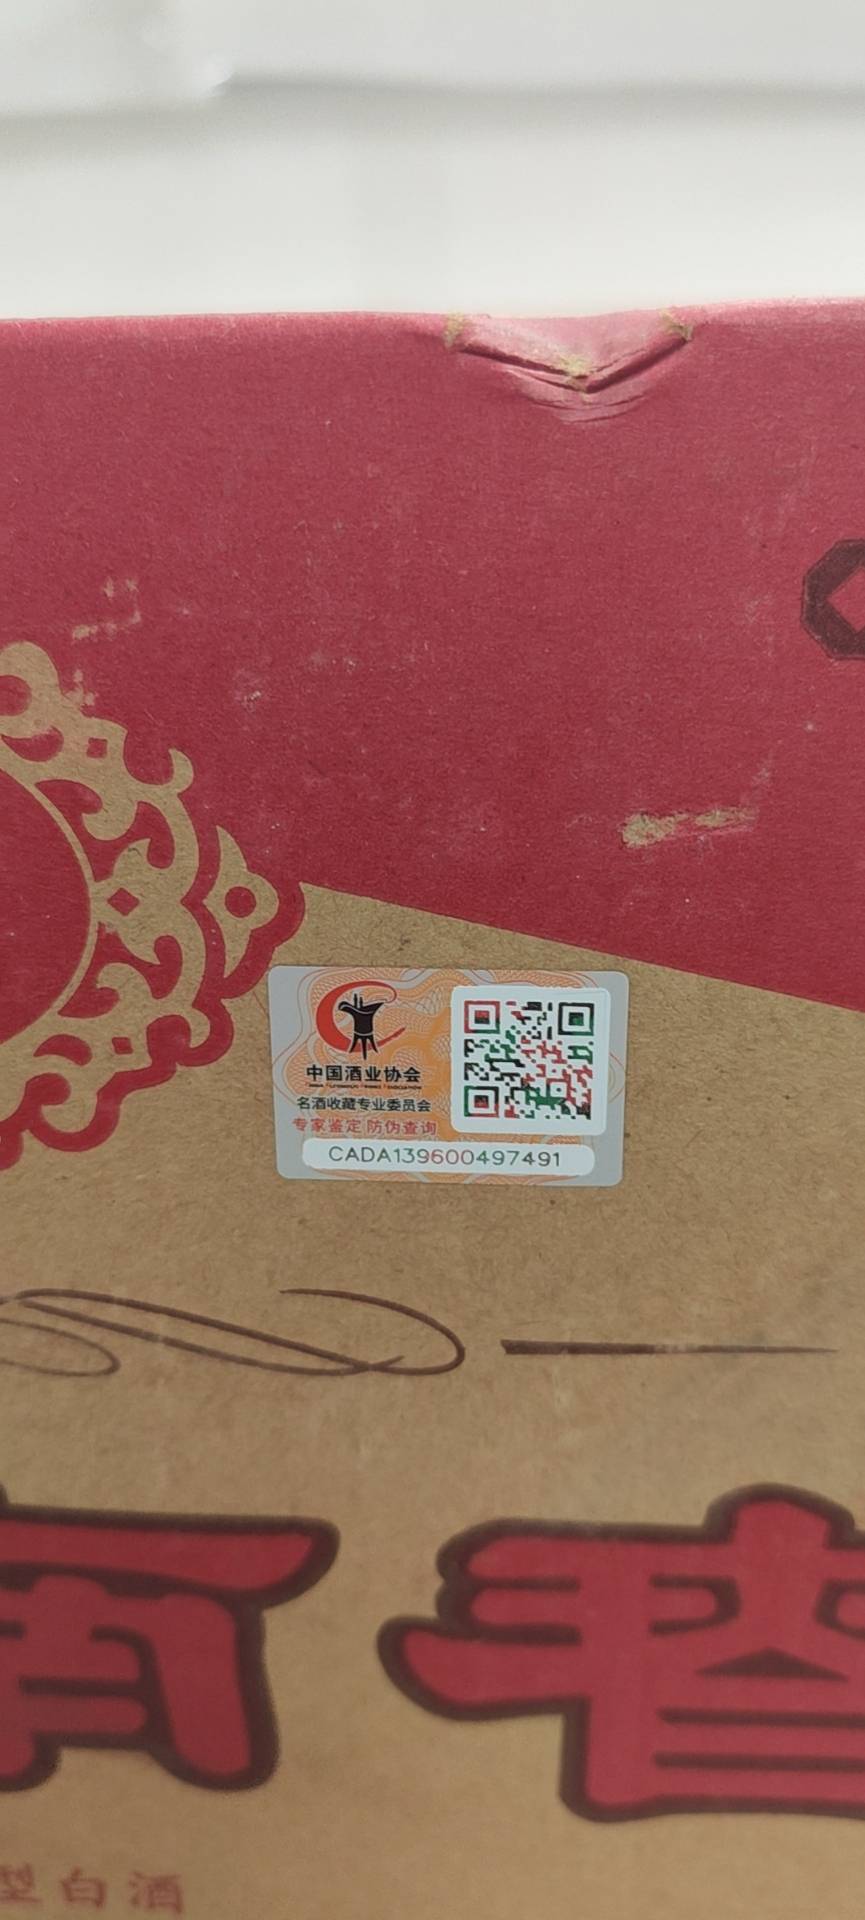 中国酒业协会
名酒收藏专业委员会
专家鉴定 防伪查询
CADA139600497491
型白酒